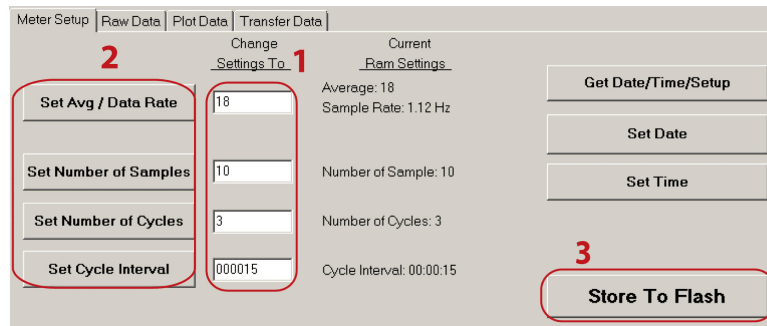 Meter Setup Raw Data Plot Data Transfer Data
2
Change Settings To
1
Current Ram Settings
Set Avg / Data Rate
18
Average: 18
Sample Rate: 1.12 Hz
Set Number of Samples
10
Number of Sample: 10
Set Number of Cycles
3
Number of Cycles: 3
Set Cycle Interval
000015
Cycle Interval: 00:00:15
Get Date/Time/Setup
Set Date
Set Time
3
Store To Flash